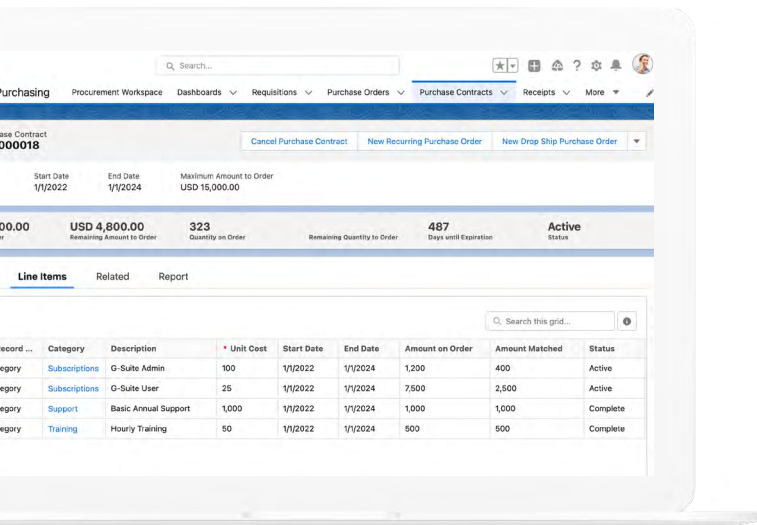 Search...
Purchasing Procurement Workspace Dashboards Requisitions Purchase Orders Purchase Contracts Receipts More
Contract
000018
Cancel Purchase Contract New Recurring Purchase Order New Drop Ship Purchase Order
Start Date End Date Maximum Amount to Order
1/1/2022 1/1/2024 USD 15,000.00
00.00 USD 4,800.00 323 487 Active
Remaining Amount to Order Quantity on Order Remaining Quantity to Order Days until Expiration Status
Line Items Related Report
Search this grid...
Record ... Category Description * Unit Cost Start Date End Date Amount on Order Amount Matched Status
egory Subscriptions G-Suite Admin 100 1/1/2022 1/1/2024 1,200 400 Active
egory Subscriptions G-Suite User 25 1/1/2022 1/1/2024 7,500 2,500 Active
egory Support Basic Annual Support 1,000 1/1/2022 1/1/2024 1,000 1,000 Complete
egory Training Hourly Training 50 1/1/2022 1/1/2024 500 500 Complete